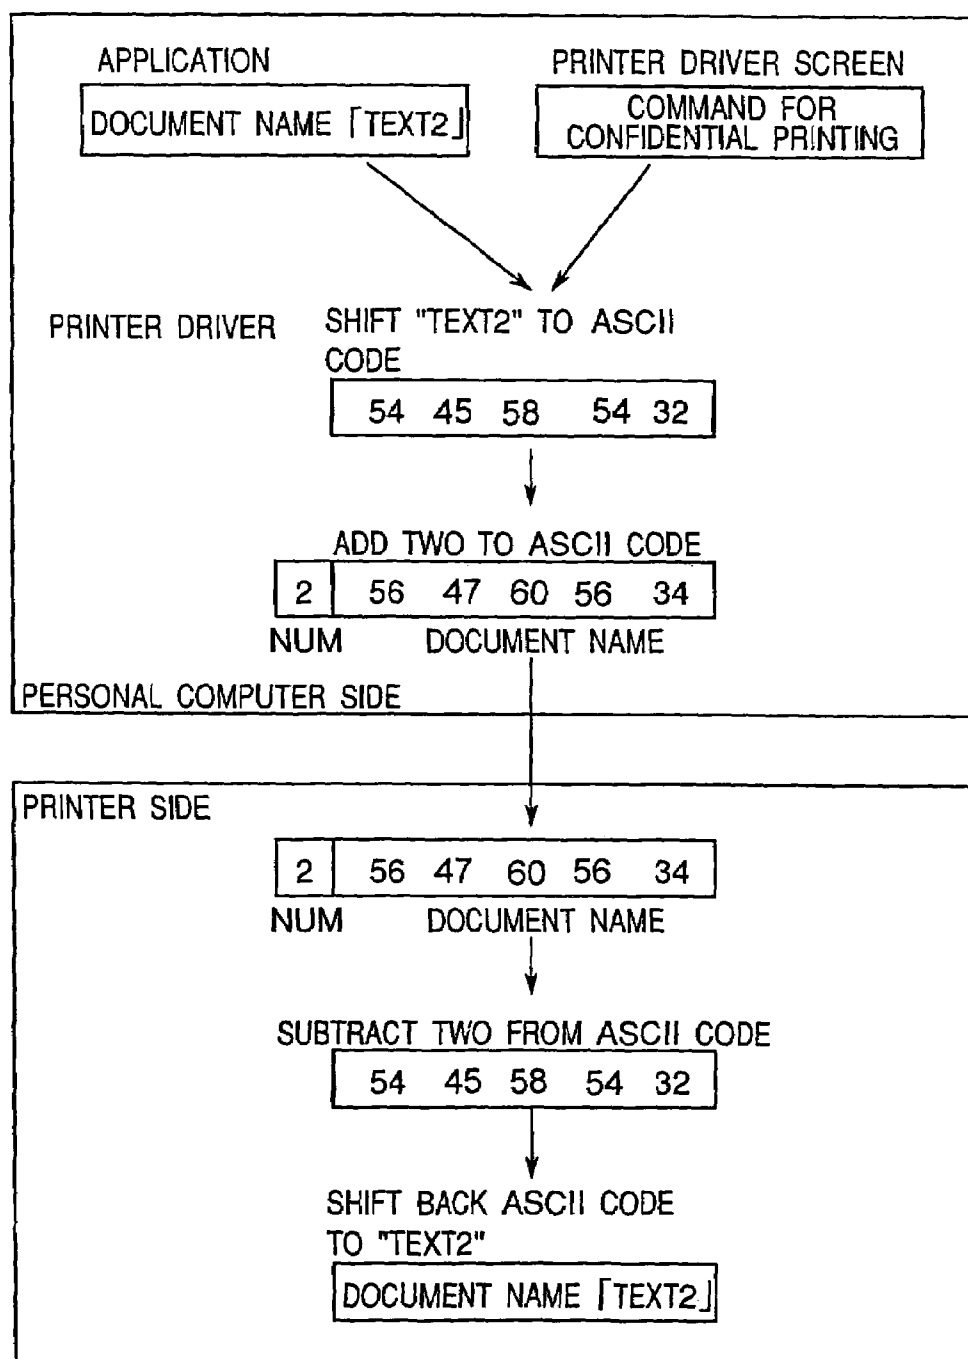 APPLICATION
PRINTER DRIVER SCREEN
DOCUMENT NAME ｢TEXT2｣
COMMAND FOR
CONFIDENTIAL PRINTING
PRINTER DRIVER
SHIFT "TEXT2" TO ASCII
CODE
54 45 58 54 32
ADD TWO TO ASCII CODE
2 56 47 60 56 34
NUM DOCUMENT NAME
PERSONAL COMPUTER SIDE
PRINTER SIDE
2 56 47 60 56 34
NUM DOCUMENT NAME
SUBTRACT TWO FROM ASCII CODE
54 45 58 54 32
SHIFT BACK ASCII CODE
TO "TEXT2"
DOCUMENT NAME ｢TEXT2｣